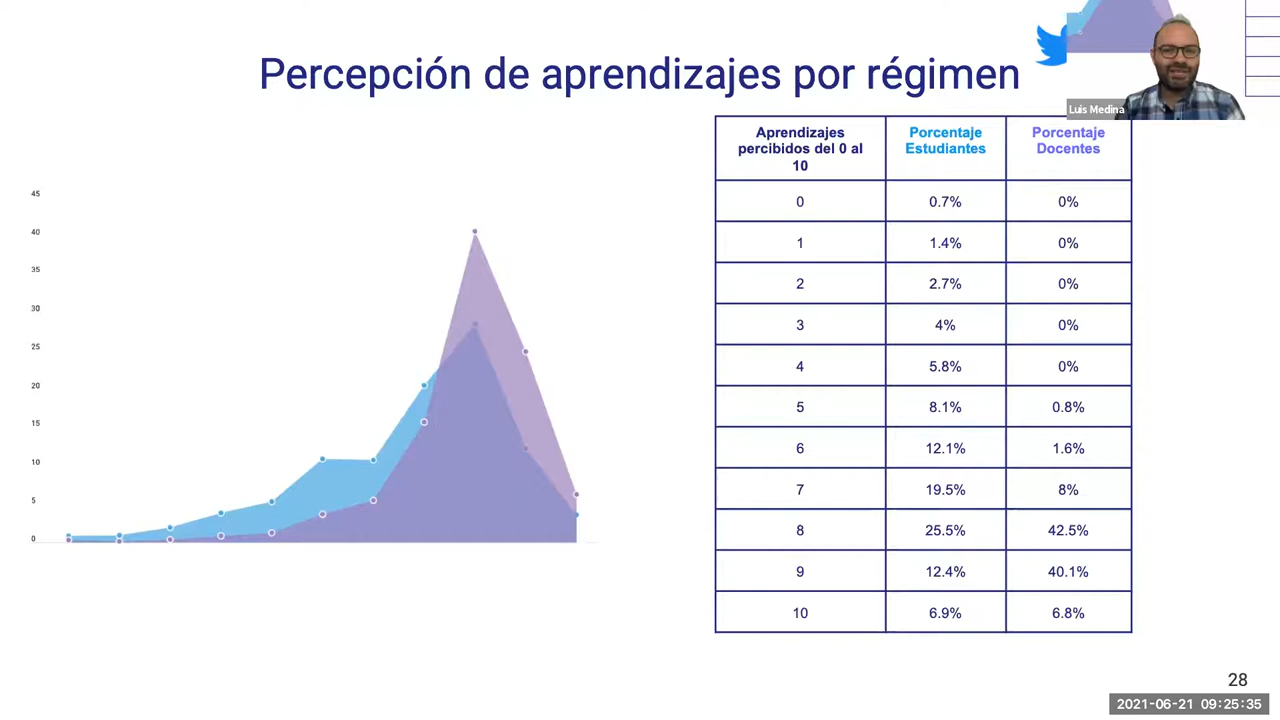 Percepción de aprendizajes por régimen
Luis Medina
45
40
35
30
25
20
15
10
5
0
Aprendizajes
percibidos del 0 al
10
Porcentaje
Estudiantes
Porcentaje
Docentes
0 0.7% 0%
1 1.4% 0%
2 2.7% 0%
3 4% 0%
4 5.8% 0%
5 8.1% 0.8%
6 12.1% 1.6%
7 19.5% 8%
8 25.5% 42.5%
9 12.4% 40.1%
10 6.9% 6.8%
28
2021-06-21 09:25:35